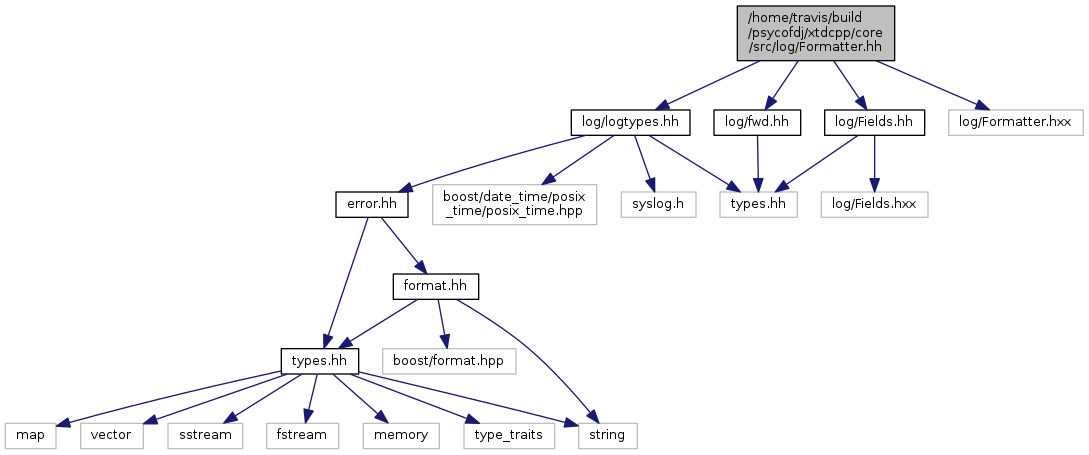 /home/travis/build
/psycofdj/xtdcpp/core
/src/log/Formatter.hh
log/logtypes.hh
log/fwd.hh
log/Fields.hh
log/Formatter.hxx
error.hh
boost/date_time/posix
_time/posix_time.hpp
syslog.h
types.hh
log/Fields.hxx
format.hh
types.hh
boost/format.hpp
map
vector
sstream
fstream
memory
type_traits
string